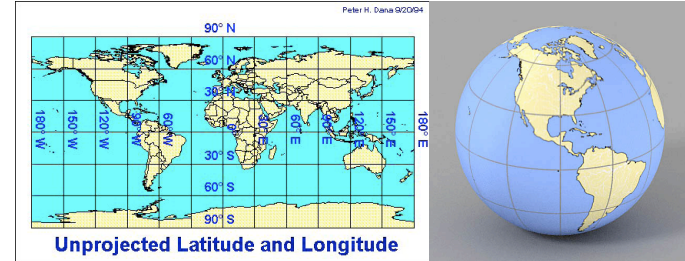 Peter H. Dana 9/20/94
90° N
60° N
30° N
180° W
150° W
120° W
90° W
60° W
0°
30° E
60° E
90° E
120° E
150° E
180° E
30° S
60° S
90° S
Unprojected Latitude and Longitude